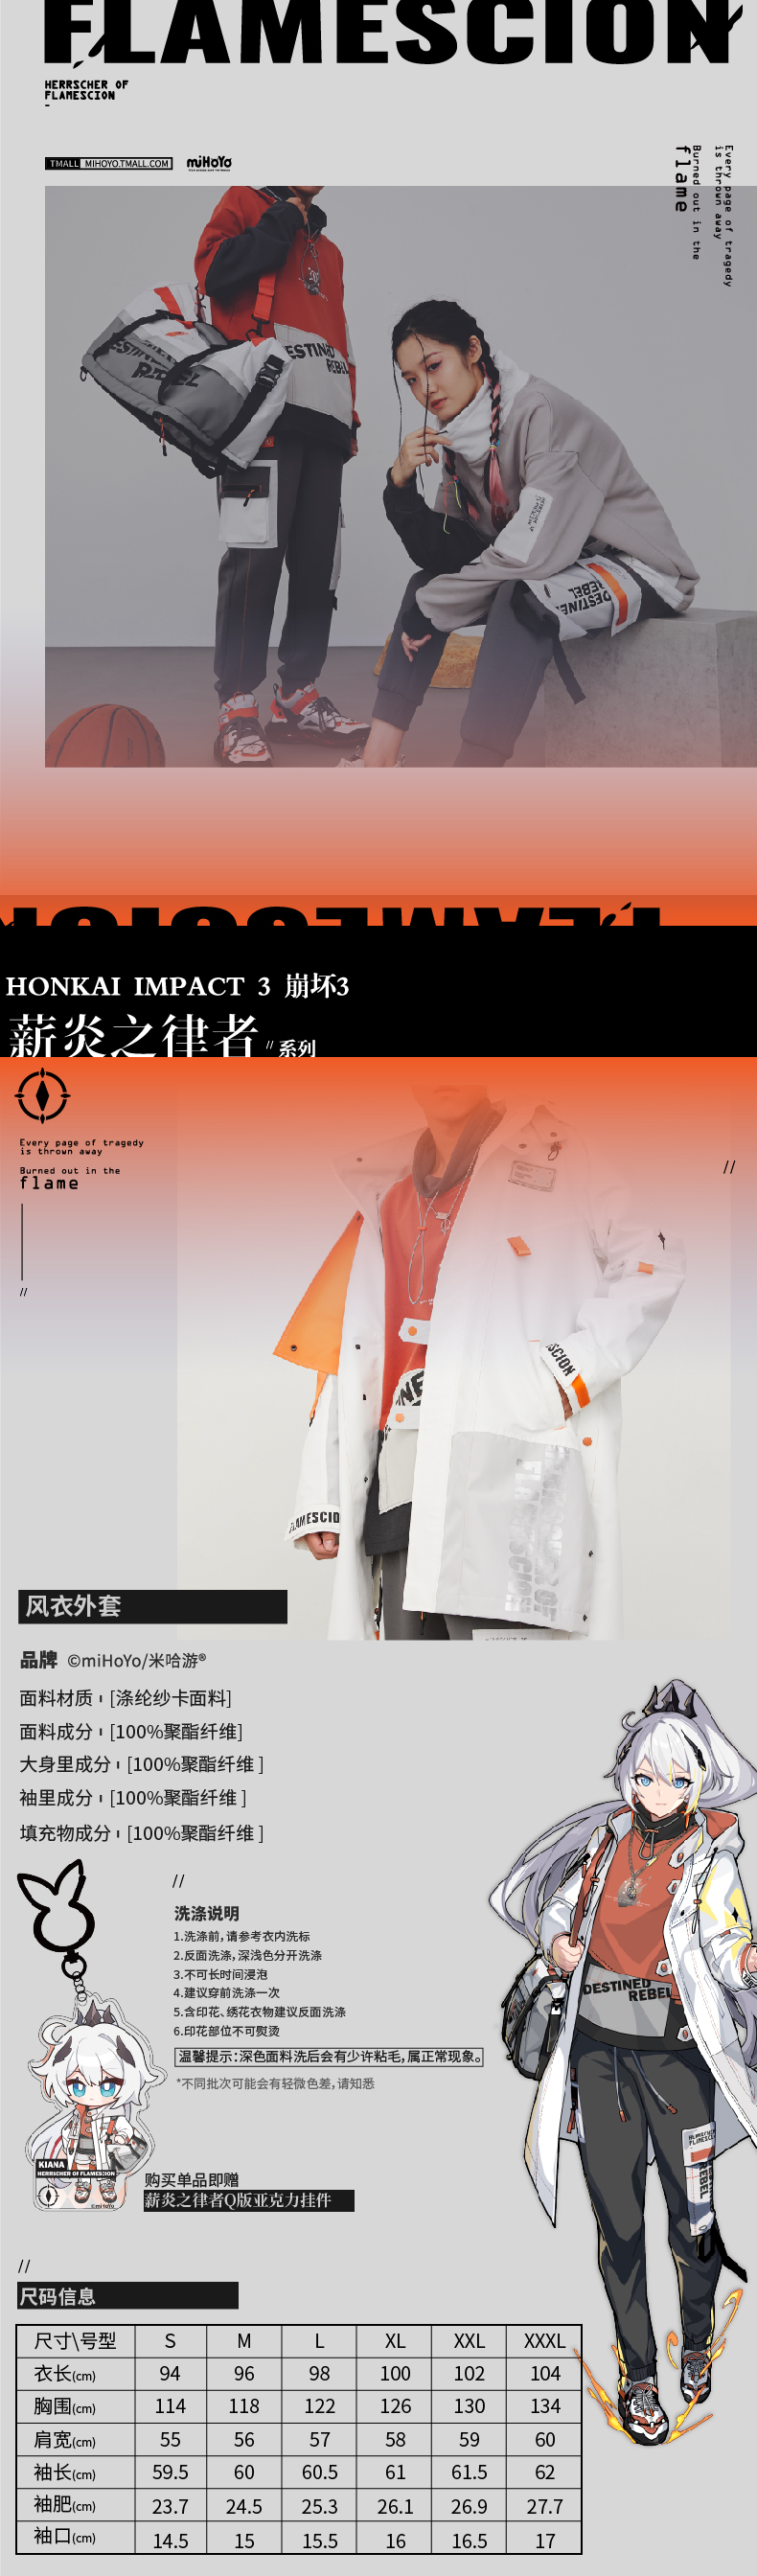 FLAMESCION
HERRSCHER OF
FLAMESCION
TMALL MIHOYO.TMALL.COM
miHoYo
Every page of tragedy
is thrown away
Burned out in the
flame
DESTINED
REBEL
ESTINED
REBEL
DESTINED
REBEL
HONKAI IMPACT 3 崩坏3
薪炎之律者 // 系列
Every page of tragedy
is thrown away
Burned out in the
flame
//
//
SCION
NE
FLAMESCIO
风衣外套
品牌 ©miHoYo/米哈游®
面料材质 [涤纶纱卡面料]
面料成分 [100%聚酯纤维]
大身里成分 [100%聚酯纤维 ]
袖里成分 [100%聚酯纤维 ]
填充物成分 [100%聚酯纤维 ]
//
洗涤说明
1.洗涤前,请参考衣内洗标
2.反面洗涤,深浅色分开洗涤
3.不可长时间浸泡
4.建议穿前洗涤一次
5.含印花、绣花衣物建议反面洗涤
6.印花部位不可熨烫
温馨提示:深色面料洗后会有少许粘毛,属正常现象。
*不同批次可能会有轻微色差,请知悉
DESTINED
REBEL
REBEL
KIANA
HERRSCHER OF FLAMESCION
©miHoYo
购买单品即赠
薪炎之律者Q版亚克力挂件
//
尺码信息
尺寸\号型 S M L XL XXL XXXL
衣长(cm) 94 96 98 100 102 104
胸围(cm) 114 118 122 126 130 134
肩宽(cm) 55 56 57 58 59 60
袖长(cm) 59.5 60 60.5 61 61.5 62
袖肥(cm) 23.7 24.5 25.3 26.1 26.9 27.7
袖口(cm) 14.5 15 15.5 16 16.5 17